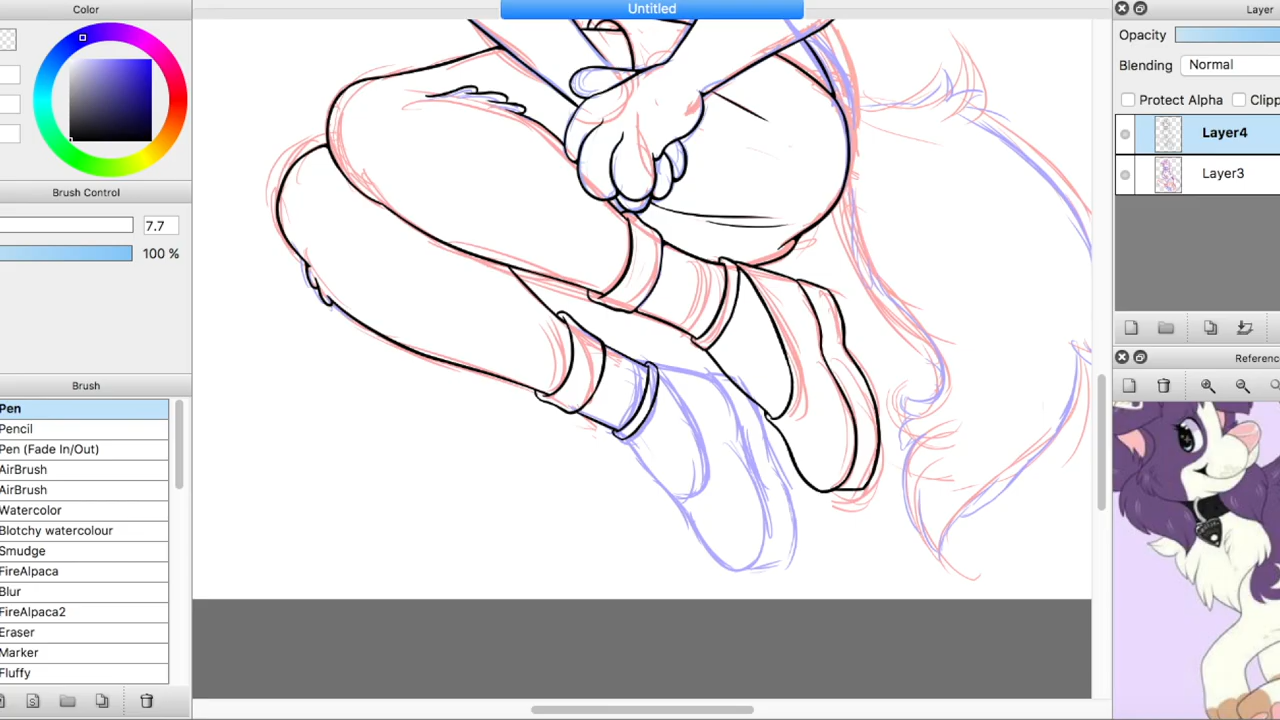 Color
Untitled
Layer
Opacity
Blending
Normal
Protect Alpha
Clipp
Layer4
Layer3
Brush Control
7.7
100 %
Brush
Pen
Pencil
Pen (Fade In/Out)
AirBrush
AirBrush
Watercolor
Blotchy watercolour
Smudge
FireAlpaca
Blur
FireAlpaca2
Eraser
Marker
Fluffy
S
Referenc